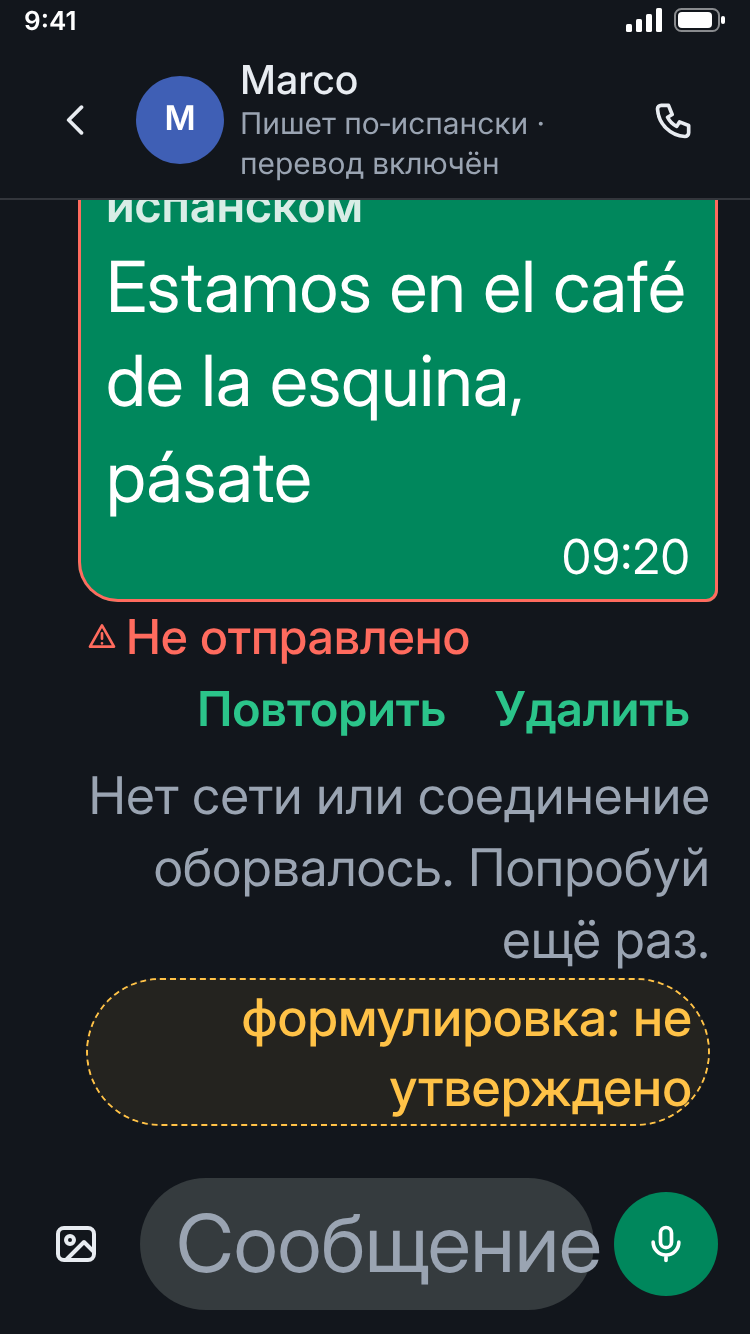 9:41
M
Marco
Пишет по-испански ·
перевод включён
испанском
Estamos en el café
de la esquina,
pásate
09:20
Не отправлено
Повторить Удалить
Нет сети или соединение
оборвалось. Попробуй
ещё раз.
формулировка: не
утверждено
Сообщение